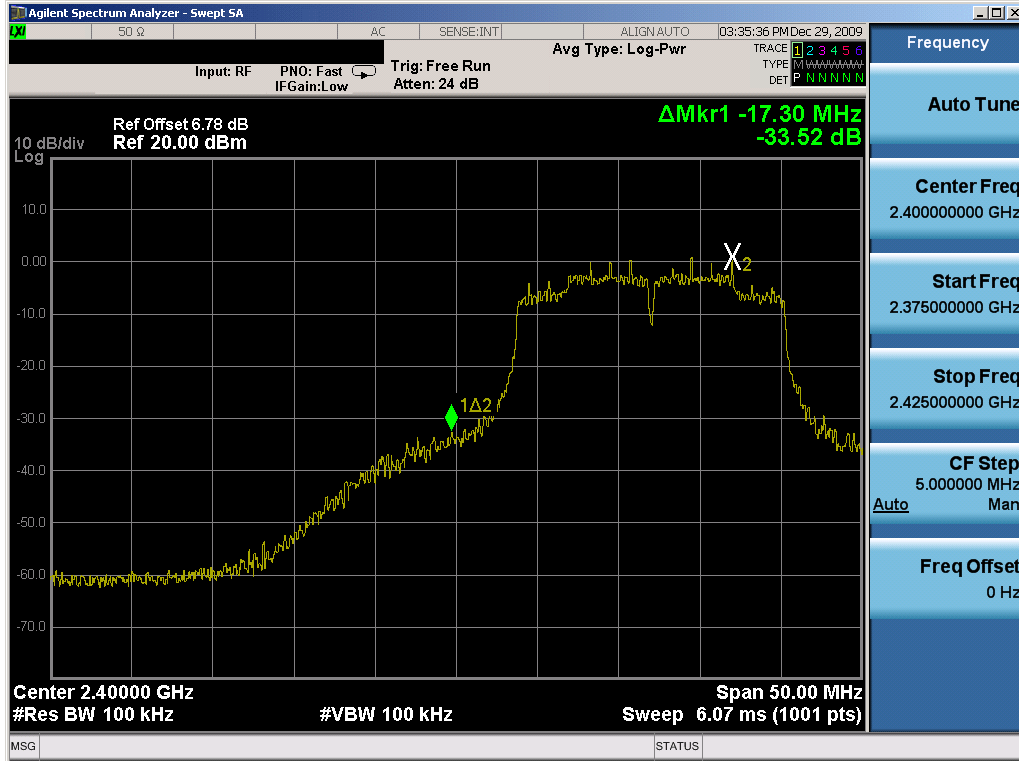 Agilent Spectrum Analyzer - Swept SA
LXI
50 Ω
AC
SENSE:INT
ALIGN AUTO
03:35:36 PM Dec 29, 2009
Frequency
Input: RF
PNO: Fast
IFGain:Low
Trig: Free Run
Atten: 24 dB
Avg Type: Log-Pwr
TRACE 1 2 3 4 5 6
TYPE M W W W W W
DET P N N N N N
Auto Tune
ΔMkr1 -17.30 MHz
-33.52 dB
Ref Offset 6.78 dB
10 dB/div
Ref 20.00 dBm
Log
10.0
0.00
-10.0
-20.0
-30.0
-40.0
-50.0
-60.0
-70.0
X2
1Δ2
Center Freq
2.400000000 GHz
Start Freq
2.375000000 GHz
Stop Freq
2.425000000 GHz
CF Step
5.000000 MHz
Auto Man
Freq Offset
0 Hz
Center 2.40000 GHz
Span 50.00 MHz
#Res BW 100 kHz
#VBW 100 kHz
Sweep 6.07 ms (1001 pts)
MSG
STATUS